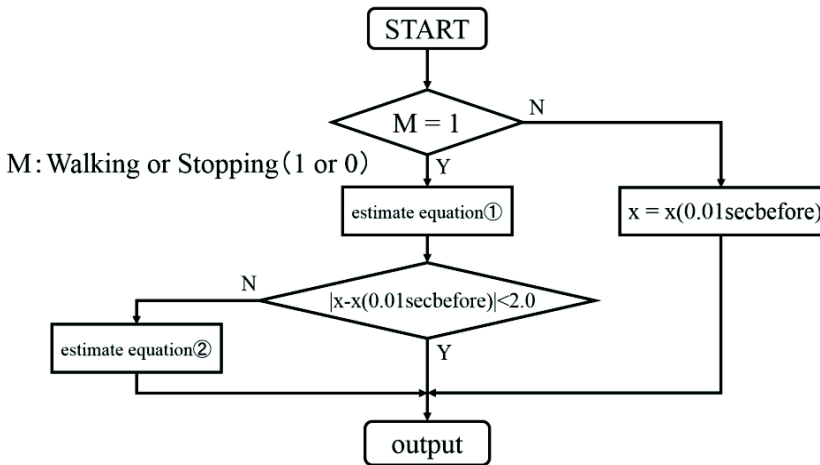 START
N
M = 1
M:Walking or Stopping(1 or 0)
Y
estimate equation①
x = x(0.01secbefore)
N
|x-x(0.01secbefore)|<2.0
estimate equation②
Y
output